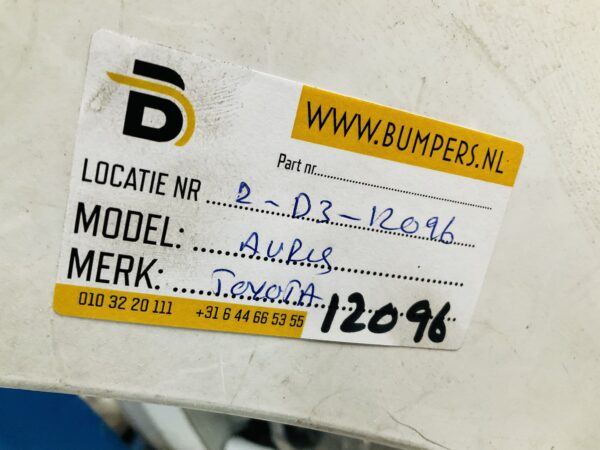 B
WWW.BUMPERS.NL
Part nr....
LOCATIE NR 2-D3-12096
MODEL: AURIS
MERK: TOYOTA
12096
010 32 20 111 +31 6 44 66 53 55